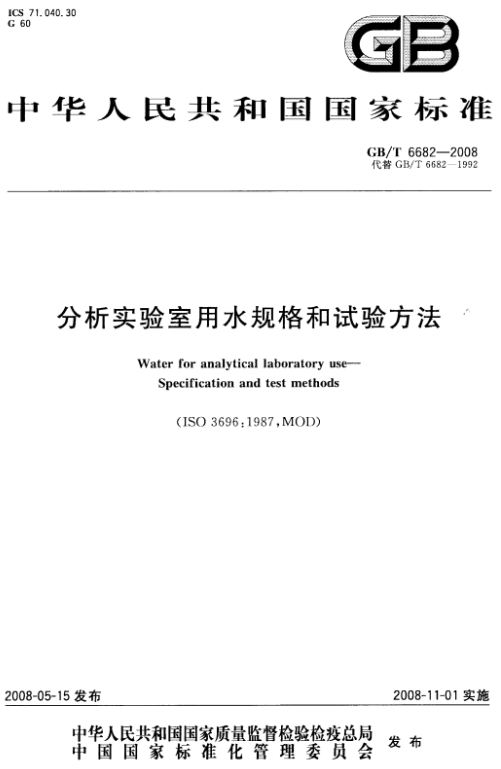 ICS 71.040.30
G 60
GB
中华人民共和国国家标准
GB/T 6682—2008
代替 GB/T 6682—1992
分析实验室用水规格和试验方法
Water for analytical laboratory use—
Specification and test methods
(ISO 3696:1987,MOD)
2008-05-15 发布
2008-11-01 实施
中华人民共和国国家质量监督检验检疫总局
中国国家标准化管理委员会
发布